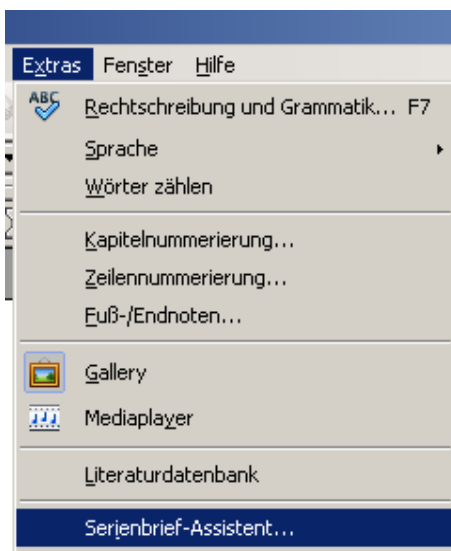 Extras Fenster Hilfe
ABC Rechtschreibung und Grammatik... F7
Sprache
Wörter zählen
Kapitelnummerierung...
Zeilennummerierung...
Fuß-/Endnoten...
Gallery
Mediaplayer
Literaturdatenbank
Serienbrief-Assistent...